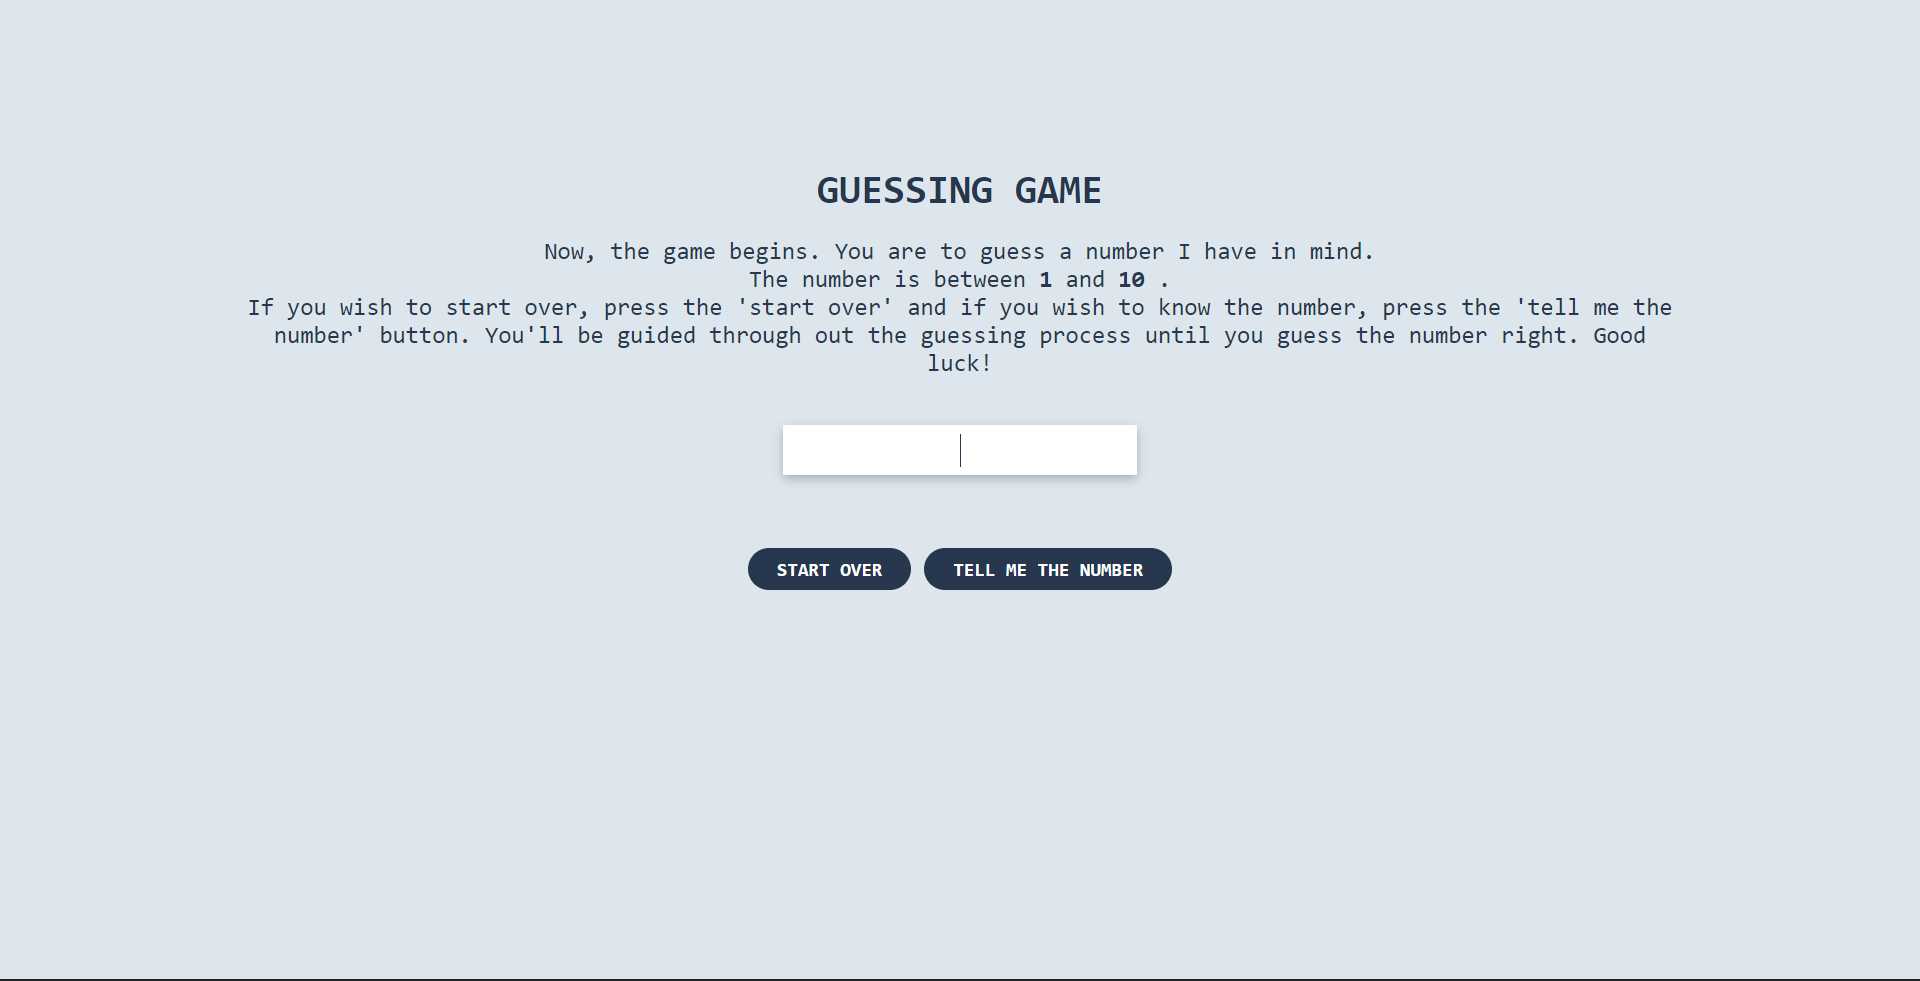 GUESSING GAME
Now, the game begins. You are to guess a number I have in mind.
The number is between 1 and 10 .
If you wish to start over, press the 'start over' and if you wish to know the number, press the 'tell me the
number' button. You'll be guided through out the guessing process until you guess the number right. Good
luck!
START OVER TELL ME THE NUMBER